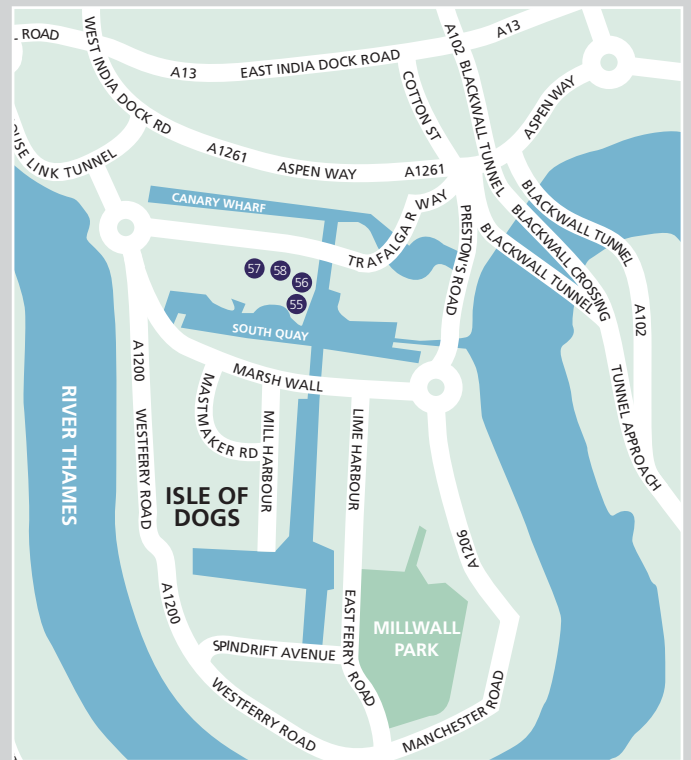 ROAD
WEST INDIA DOCK RD
A13
EAST INDIA DOCK ROAD
A102
BLACKWALL TUNNEL
A13
COTTON ST
ASPEN WAY
USE LINK TUNNEL
A1261
ASPEN WAY
A1261
CANARY WHARF
TRAFALGAR WAY
PRESTON'S ROAD
BLACKWALL TUNNEL
BLACKWALL CROSSING
BLACKWALL TUNNEL
A102
57
58
56
55
SOUTH QUAY
MARSH WALL
A1200
WESTFERRY ROAD
MASTMAKER RD
MILL HARBOUR
LIME HARBOUR
TUNNEL APPROACH
RIVER THAMES
ISLE OF
DOGS
A1206
A1200
EAST FERRY ROAD
MILLWALL
PARK
SPINDRIFT AVENUE
WESTFERRY ROAD
MANCHESTER ROAD